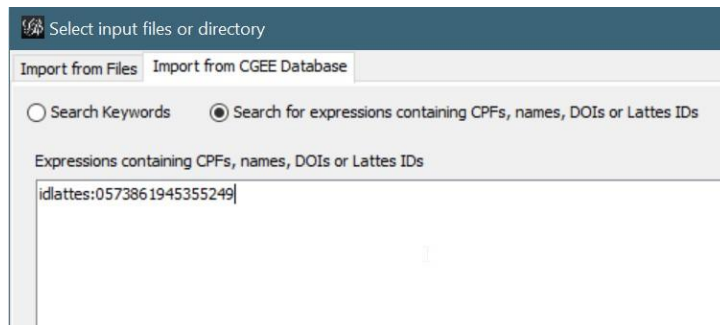 Select input files or directory
Import from Files Import from CGEE Database
Search Keywords Search for expressions containing CPFs, names, DOIs or Lattes IDs
Expressions containing CPFs, names, DOIs or Lattes IDs
idlattes:0573861945355249